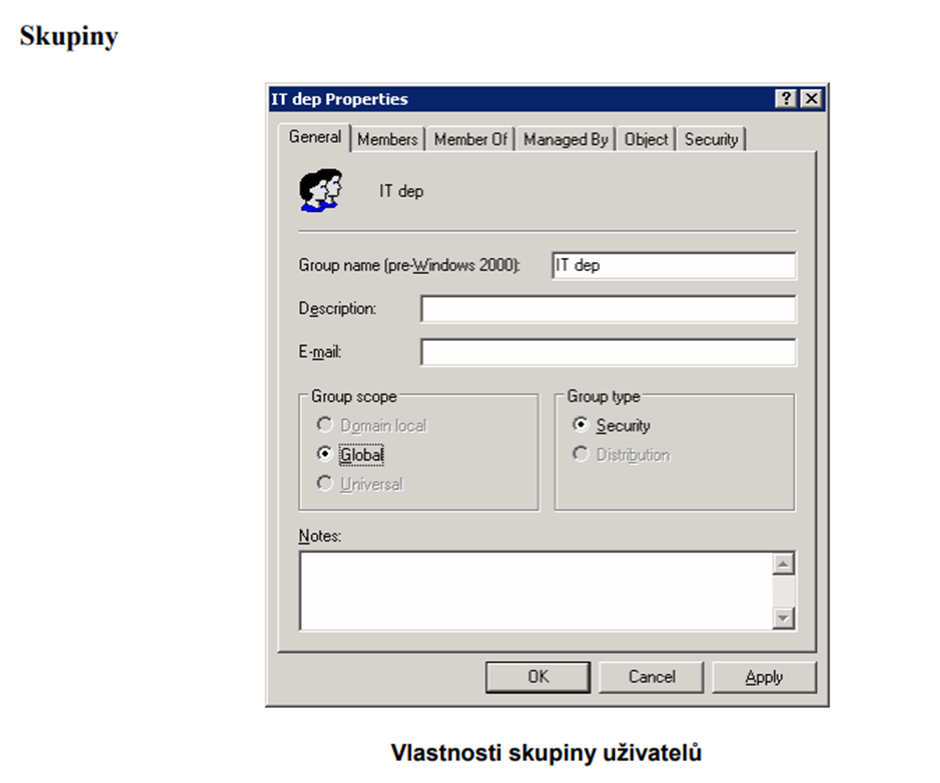 Skupiny
IT dep Properties
General Members Member Of Managed By Object Security
IT dep
Group name (pre-Windows 2000): IT dep
Description:
E-mail:
Group scope
Domain local
Global
Universal
Group type
Security
Distribution
Notes:
OK Cancel Apply
Vlastnosti skupiny uživatelů